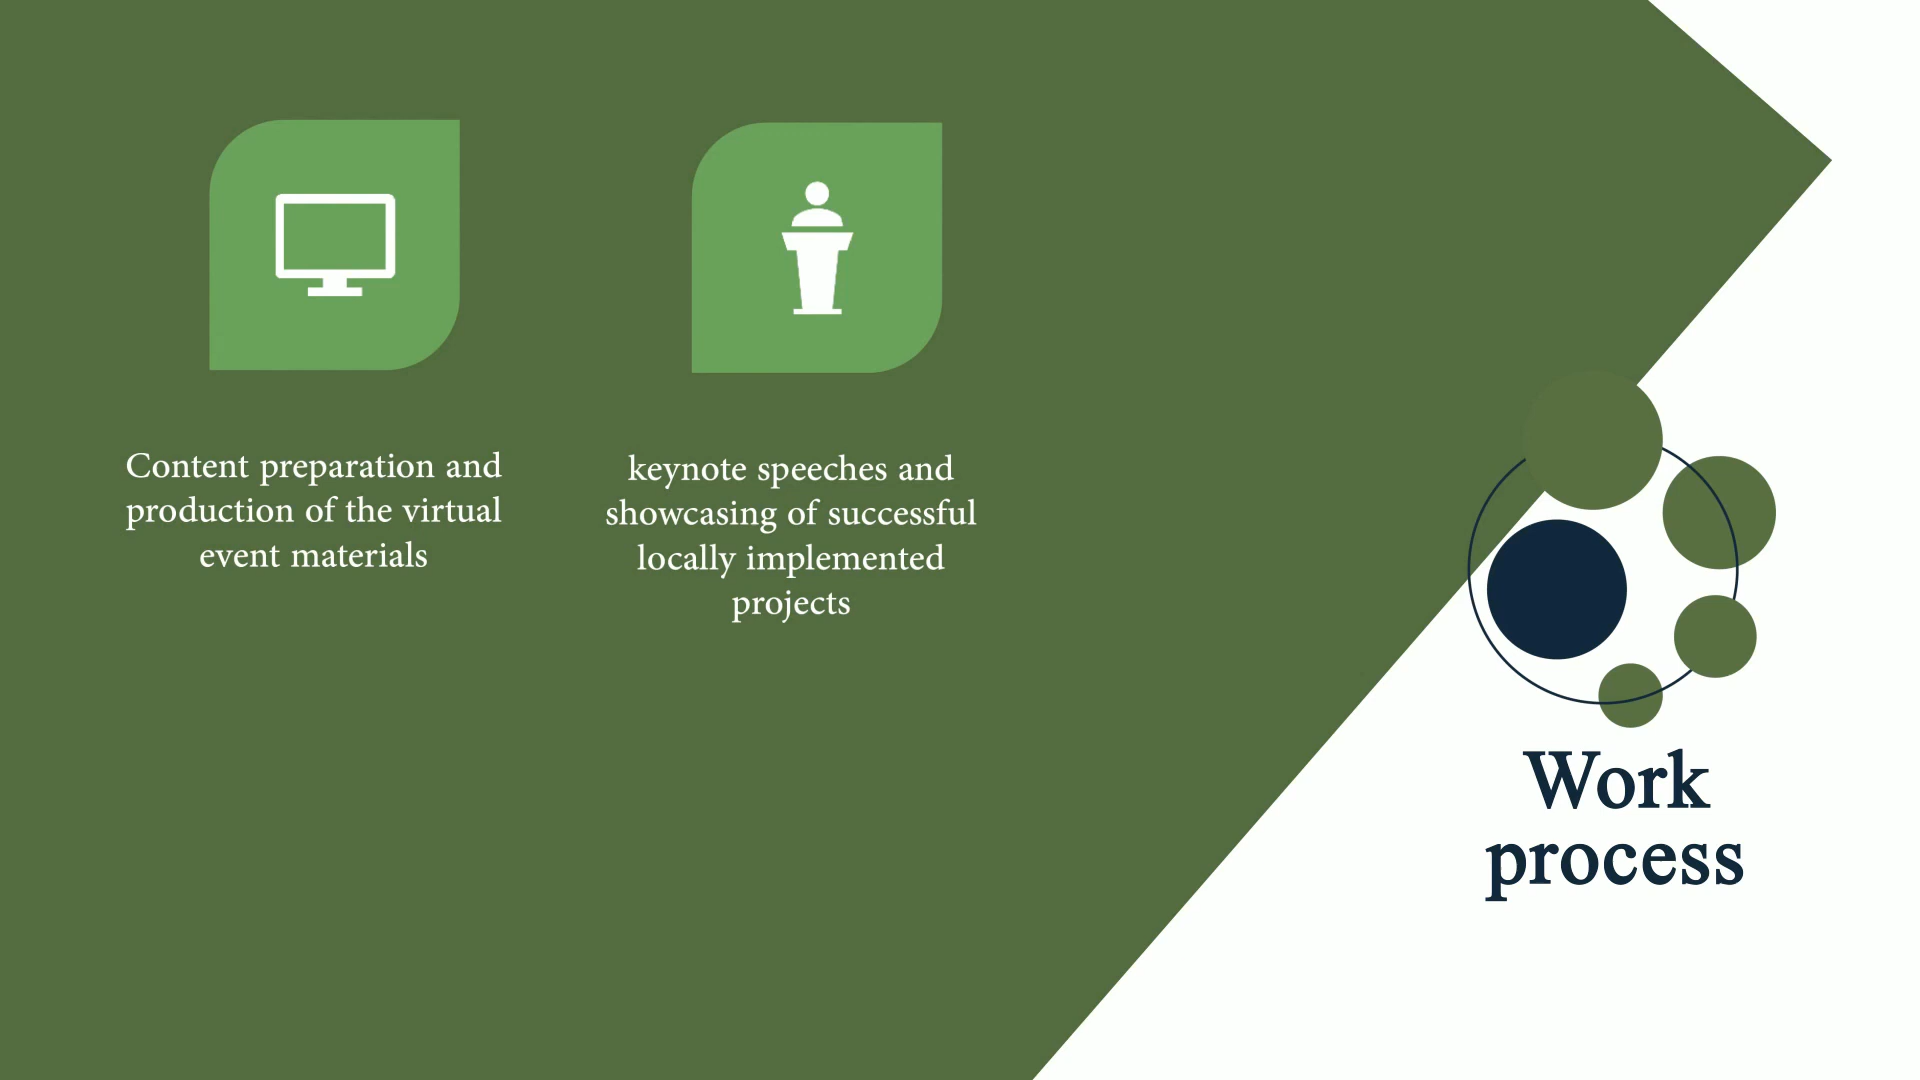 Content preparation and
production of the virtual
event materials
keynote speeches and
showcasing of successful
locally implemented
projects
Work
process